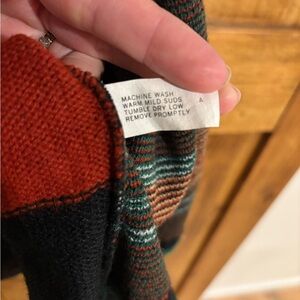 MACHINE WASH
WARM MILD SUDS
TUMBLE DRY LOW
REMOVE PROMPTLY
A